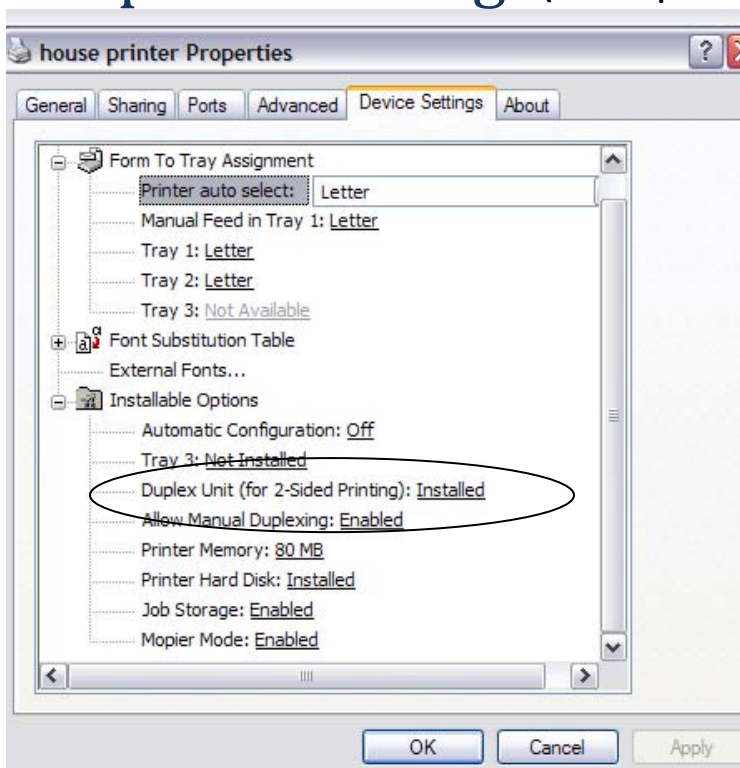 house printer Properties
General Sharing Ports Advanced Device Settings About
Form To Tray Assignment
Printer auto select: Letter
Manual Feed in Tray 1: Letter
Tray 1: Letter
Tray 2: Letter
Tray 3: Not Available
Font Substitution Table
External Fonts...
Installable Options
Automatic Configuration: Off
Tray 3: Not Installed
Duplex Unit (for 2-Sided Printing): Installed
Allow Manual Duplexing: Enabled
Printer Memory: 80 MB
Printer Hard Disk: Installed
Job Storage: Enabled
Mopier Mode: Enabled
OK Cancel Apply